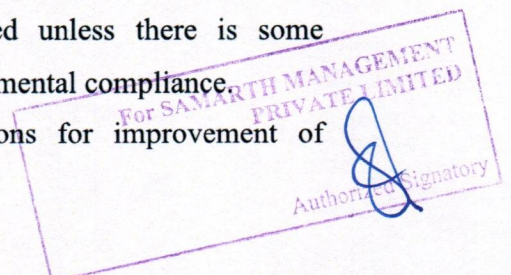 ed unless there is some
mental compliance.
ons for improvement of
For SAMARTH MANAGEMENT
PRIVATE LIMITED
Authorized Signatory